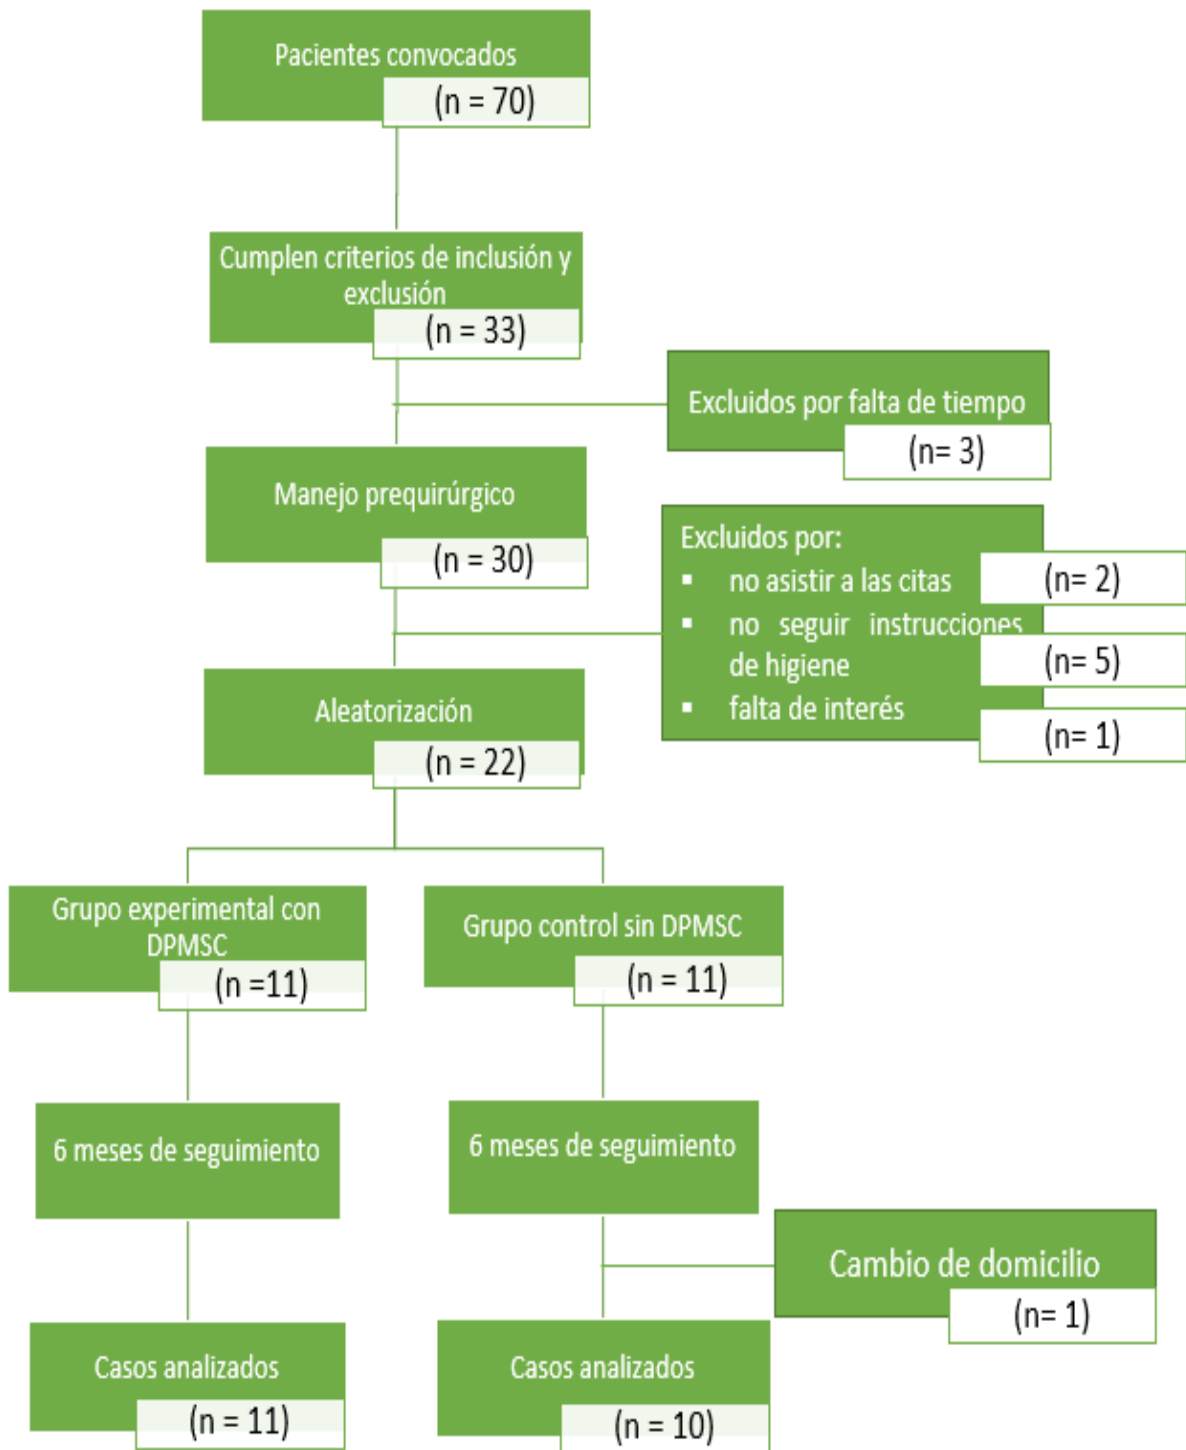 Pacientes convocados
(n = 70)
Cumplen criterios de inclusión y
exclusión
(n = 33)
Excluidos por falta de tiempo
(n= 3)
Manejo prequirúrgico
(n = 30)
Excluidos por:
▪ no asistir a las citas
(n= 2)
▪ no seguir instrucciones
de higiene
(n= 5)
▪ falta de interés
(n= 1)
Aleatorización
(n = 22)
Grupo experimental con
DPMSC
(n =11)
Grupo control sin DPMSC
(n = 11)
6 meses de seguimiento
6 meses de seguimiento
Cambio de domicilio
(n= 1)
Casos analizados
(n = 11)
Casos analizados
(n = 10)